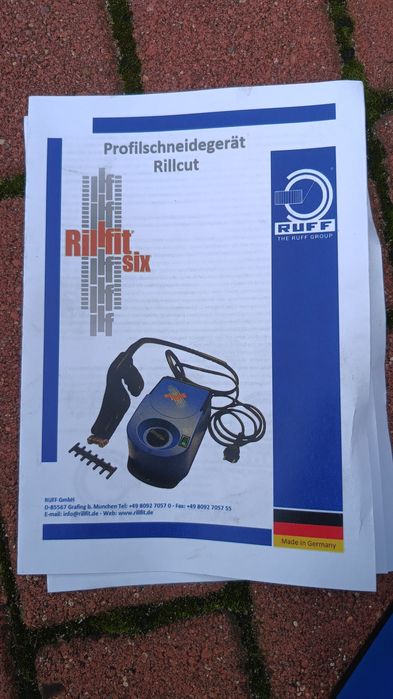 Profilschneidegerät
Rillcut
Rillfit
six
RUFF
THE RUFF GROUP
RUFF GmbH
D-85567 Grafing b. München Tel: +49 8092 7057 0 - Fax: +49 8092 7057 55
E-mail: info@rillfit.de - Web: www.rillfit.de
Made in Germany